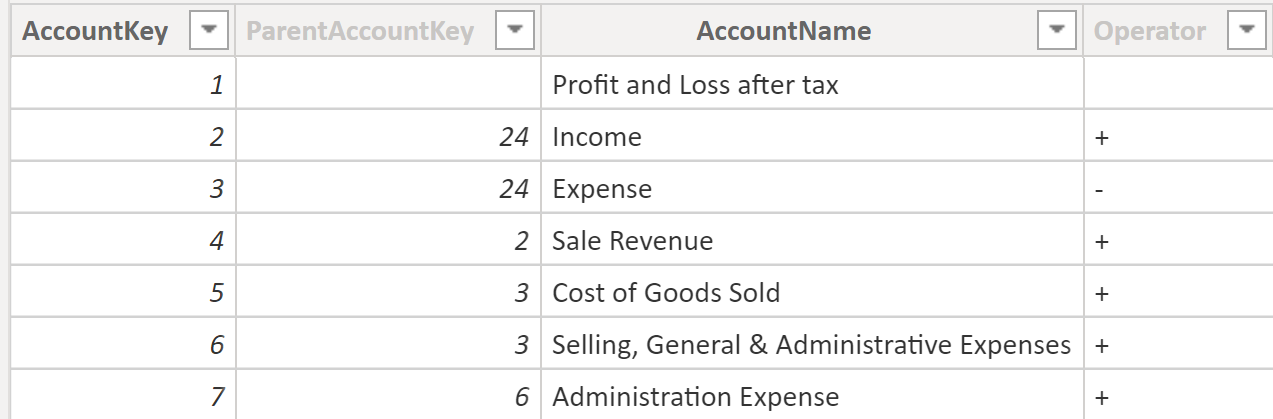 AccountKey ParentAccountKey AccountName Operator
1 Profit and Loss after tax
2 24 Income +
3 24 Expense -
4 2 Sale Revenue +
5 3 Cost of Goods Sold +
6 3 Selling, General & Administrative Expenses +
7 6 Administration Expense +